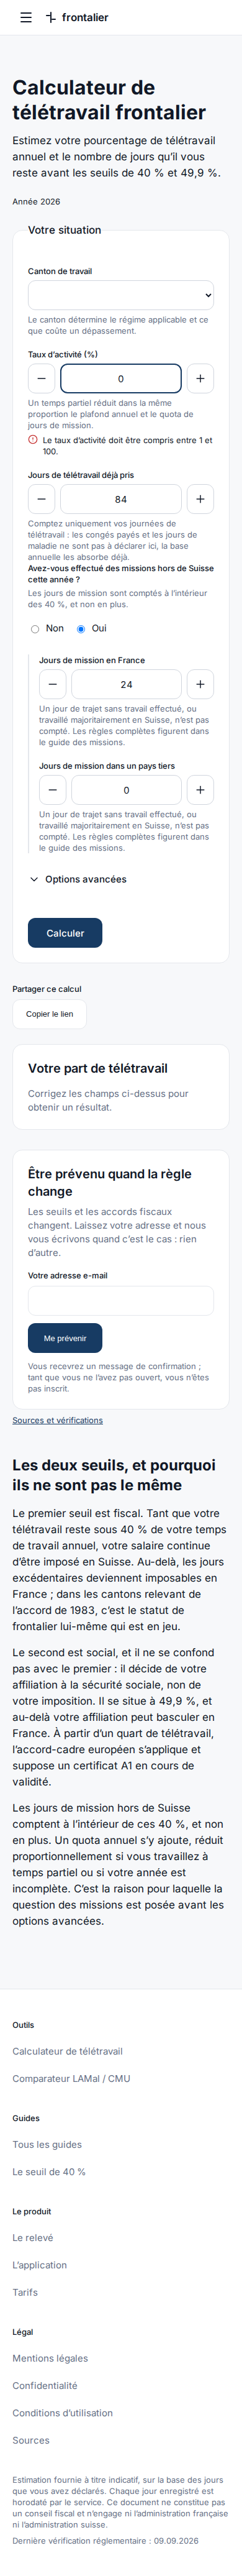 frontalier
Calculateur de
télétravail frontalier
Estimez votre pourcentage de télétravail
annuel et le nombre de jours qu’il vous
reste avant les seuils de 40 % et 49,9 %.
Année 2026
Votre situation
Canton de travail
Le canton détermine le régime applicable et ce
que coûte un dépassement.
Taux d’activité (%)
0
Un temps partiel réduit dans la même
proportion le plafond annuel et le quota de
jours de mission.
Le taux d’activité doit être compris entre 1 et
100.
Jours de télétravail déjà pris
84
Comptez uniquement vos journées de
télétravail : les congés payés et les jours de
maladie ne sont pas à déclarer ici, la base
annuelle les absorbe déjà.
Avez-vous effectué des missions hors de Suisse
cette année ?
Les jours de mission sont comptés à l’intérieur
des 40 %, et non en plus.
Non Oui
Jours de mission en France
24
Un jour de trajet sans travail effectué, ou
travaillé majoritairement en Suisse, n’est pas
compté. Les règles complètes figurent dans
le guide des missions.
Jours de mission dans un pays tiers
0
Un jour de trajet sans travail effectué, ou
travaillé majoritairement en Suisse, n’est pas
compté. Les règles complètes figurent dans
le guide des missions.
Options avancées
Calculer
Partager ce calcul
Copier le lien
Votre part de télétravail
Corrigez les champs ci-dessus pour
obtenir un résultat.
Être prévenu quand la règle
change
Les seuils et les accords fiscaux
changent. Laissez votre adresse et nous
vous écrivons quand c’est le cas : rien
d’autre.
Votre adresse e-mail
Me prévenir
Vous recevrez un message de confirmation ;
tant que vous ne l’avez pas ouvert, vous n’êtes
pas inscrit.
Sources et vérifications
Les deux seuils, et pourquoi
ils ne sont pas le même
Le premier seuil est fiscal. Tant que votre
télétravail reste sous 40 % de votre temps
de travail annuel, votre salaire continue
d’être imposé en Suisse. Au-delà, les jours
excédentaires deviennent imposables en
France ; dans les cantons relevant de
l’accord de 1983, c’est le statut de
frontalier lui-même qui est en jeu.
Le second est social, et il ne se confond
pas avec le premier : il décide de votre
affiliation à la sécurité sociale, non de
votre imposition. Il se situe à 49,9 %, et
au-delà votre affiliation peut basculer en
France. À partir d’un quart de télétravail,
l’accord-cadre européen s’applique et
suppose un certificat A1 en cours de
validité.
Les jours de mission hors de Suisse
comptent à l’intérieur de ces 40 %, et non
en plus. Un quota annuel s’y ajoute, réduit
proportionnellement si vous travaillez à
temps partiel ou si votre année est
incomplète. C’est la raison pour laquelle la
question des missions est posée avant les
options avancées.
Outils
Calculateur de télétravail
Comparateur LAMal / CMU
Guides
Tous les guides
Le seuil de 40 %
Le produit
Le relevé
L’application
Tarifs
Légal
Mentions légales
Confidentialité
Conditions d’utilisation
Sources
Estimation fournie à titre indicatif, sur la base des jours
que vous avez déclarés. Chaque jour enregistré est
horodaté par le service. Ce document ne constitue pas
un conseil fiscal et n’engage ni l’administration française
ni l’administration suisse.
Dernière vérification réglementaire : 09.09.2026